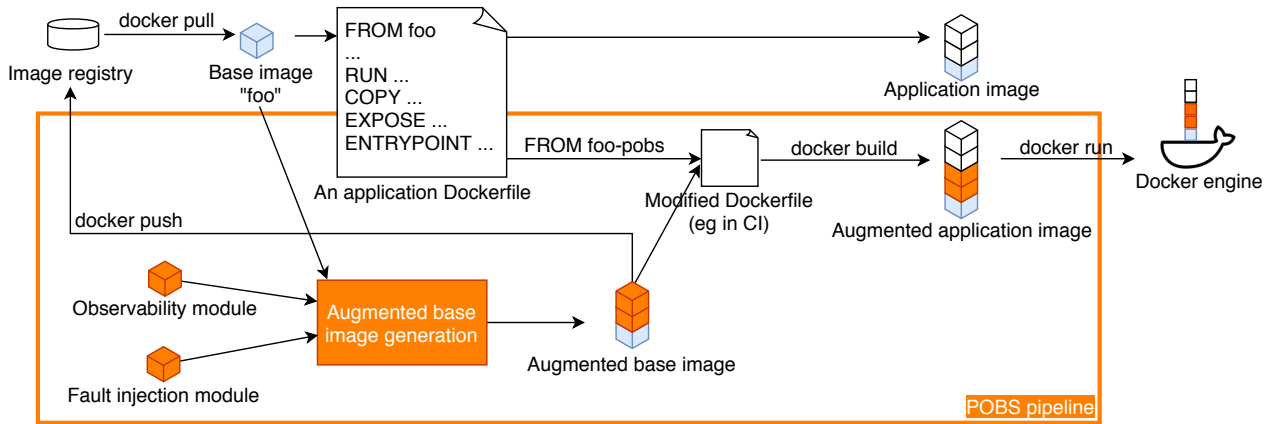 docker pull
Image registry
Base image
"foo"
FROM foo
...
RUN ...
COPY ...
EXPOSE ...
ENTRYPOINT ...
An application Dockerfile
Application image
FROM foo-pobs
Modified Dockerfile
(eg in CI)
docker build
Augmented application image
docker run
Docker engine
docker push
Observability module
Fault injection module
Augmented base
image generation
Augmented base image
POBS pipeline